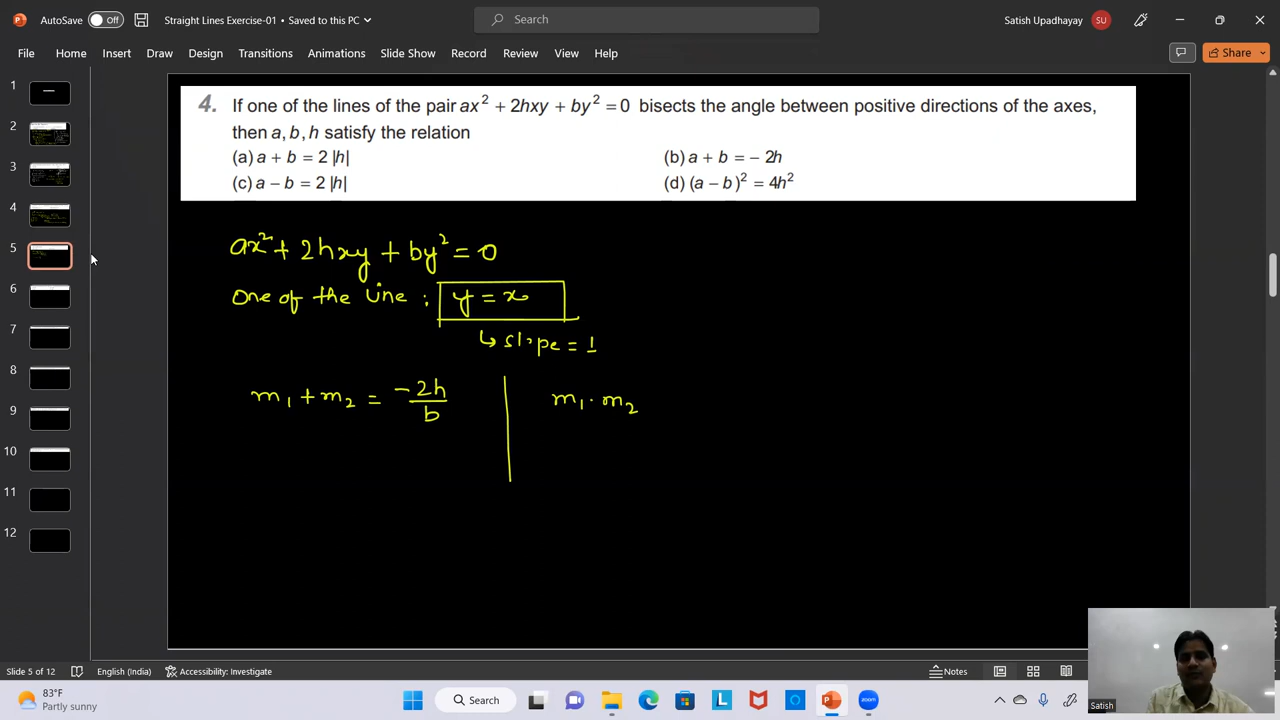 AutoSave Off Straight Lines Exercise-01 • Saved to this PC Search Satish Upadhayay SU
File Home Insert Draw Design Transitions Animations Slide Show Record Review View Help Share
1
2
3
4
5
6
7
8
9
10
11
12
4. If one of the lines of the pair ax² + 2hxy + by² = 0 bisects the angle between positive directions of the axes,
then a, b, h satisfy the relation
(a) a + b = 2 |h| (b) a + b = – 2h
(c) a – b = 2 |h| (d) (a – b)² = 4h²
ax² + 2hxy + by² = 0
One of the line : y = x
↳ slope = 1
m₁ + m₂ = -2h/b m₁ · m₂
Satish
Slide 5 of 12 English (India) Accessibility: Investigate Notes
83°F
Partly sunny
Search